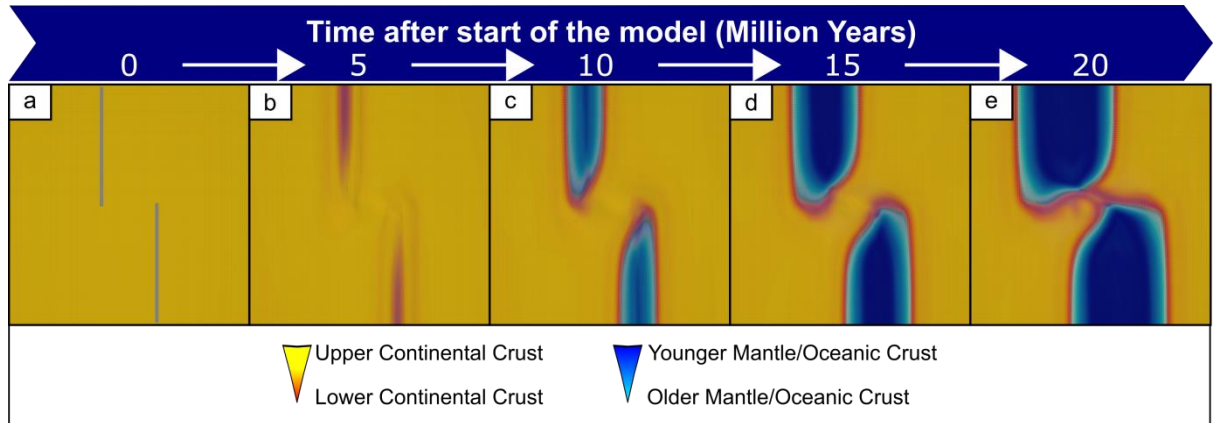 Time after start of the model (Million Years)
0 5 10 15 20
a b c d e
Upper Continental Crust Younger Mantle/Oceanic Crust
Lower Continental Crust Older Mantle/Oceanic Crust